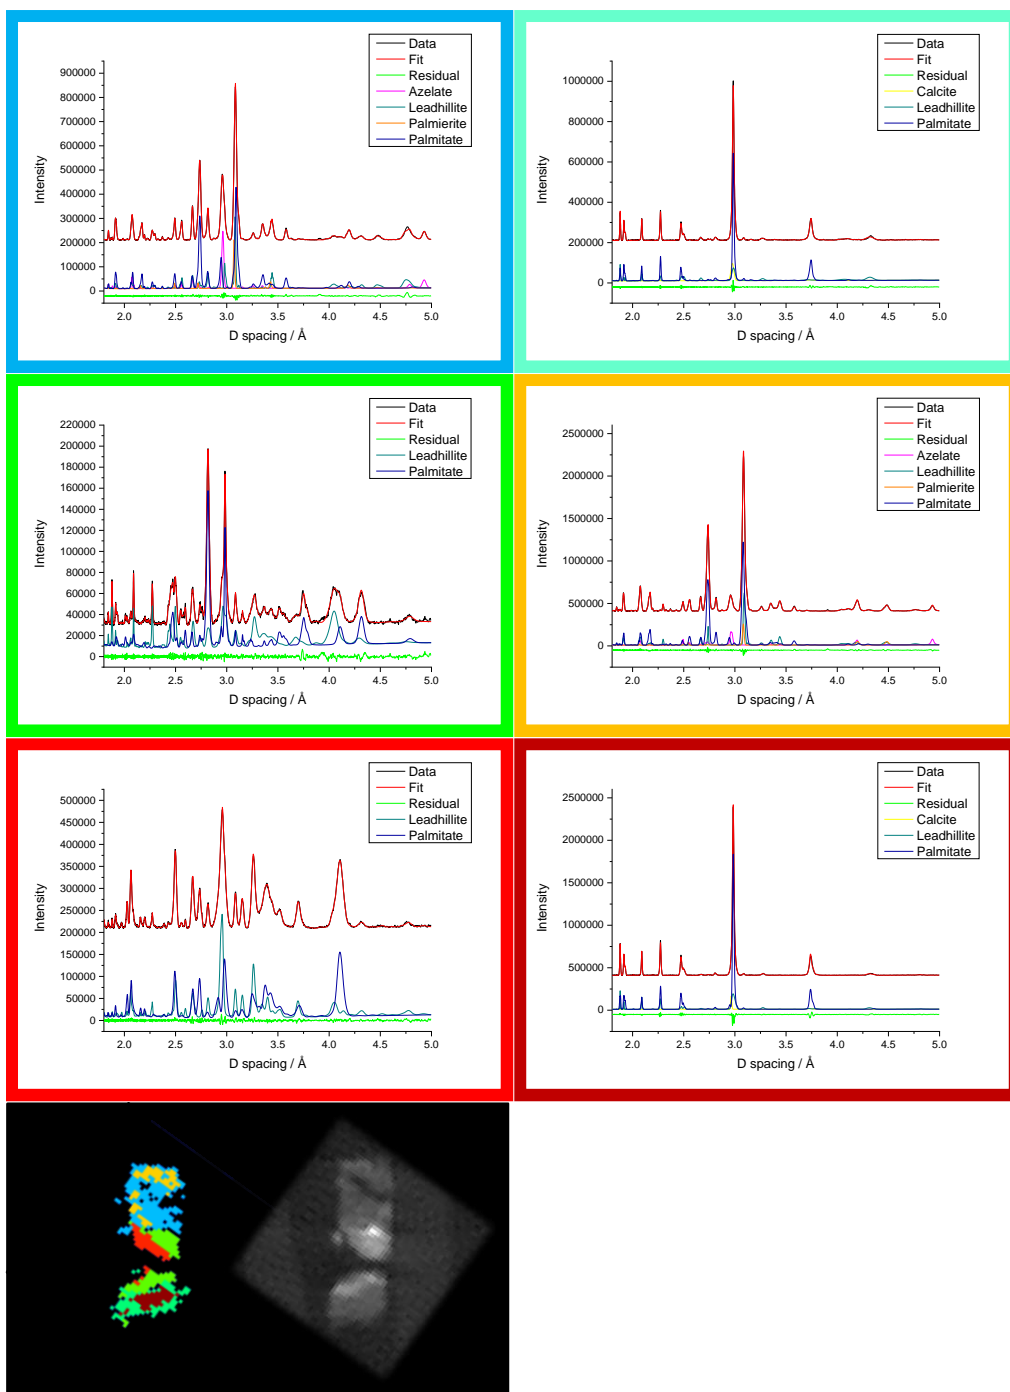 Data
Fit
Residual
Azelate
Leadhillite
Palmierite
Palmitate
900000
800000
700000
600000
500000
400000
300000
200000
100000
0
Intensity
2.0 2.5 3.0 3.5 4.0 4.5 5.0
D spacing / Å
Data
Fit
Residual
Calcite
Leadhillite
Palmitate
1000000
800000
600000
400000
200000
0
Intensity
2.0 2.5 3.0 3.5 4.0 4.5 5.0
D spacing / Å
Data
Fit
Residual
Leadhillite
Palmitate
220000
200000
180000
160000
140000
120000
100000
80000
60000
40000
20000
0
Intensity
2.0 2.5 3.0 3.5 4.0 4.5 5.0
D spacing / Å
Data
Fit
Residual
Azelate
Leadhillite
Palmierite
Palmitate
2500000
2000000
1500000
1000000
500000
0
Intensity
2.0 2.5 3.0 3.5 4.0 4.5 5.0
D spacing / Å
Data
Fit
Residual
Leadhillite
Palmitate
500000
450000
400000
350000
300000
250000
200000
150000
100000
50000
0
Intensity
2.0 2.5 3.0 3.5 4.0 4.5 5.0
D spacing / Å
Data
Fit
Residual
Calcite
Leadhillite
Palmitate
2500000
2000000
1500000
1000000
500000
0
Intensity
2.0 2.5 3.0 3.5 4.0 4.5 5.0
D spacing / Å